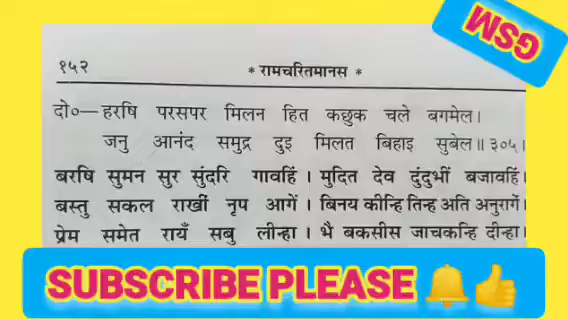 GSM
१५२
* रामचरितमानस *
दो०— हरषि परसपर मिलन हित कछुक चले बगमेल।
जनु आनंद समुद्र दुइ मिलत बिहाइ सुबेल॥ ३०५।
बरषि सुमन सुर सुंदरि गावहिं। मुदित देव दुंदुभीं बजावहिं।
बस्तु सकल राखीं नृप आगें। बिनय कीन्हि तिन्ह अति अनुरागें।
प्रेम समेत रायँ सबु लीन्हा। भै बकसीस जाचकन्हि दीन्हा।
SUBSCRIBE PLEASE